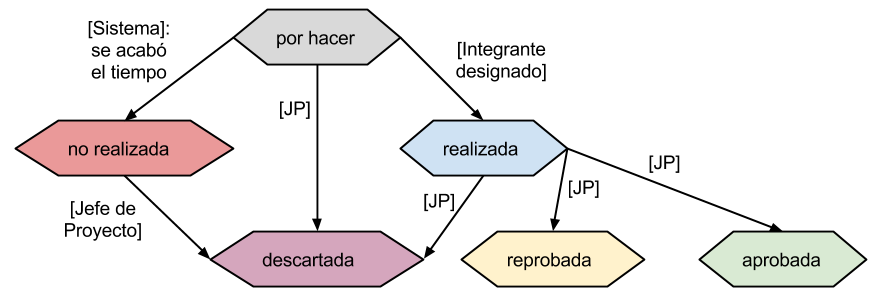 [Sistema]:
se acabó
el tiempo
por hacer
[Integrante
designado]
[JP]
no realizada
realizada
[JP]
[JP]
[JP]
[Jefe de
Proyecto]
descartada
reprobada
aprobada